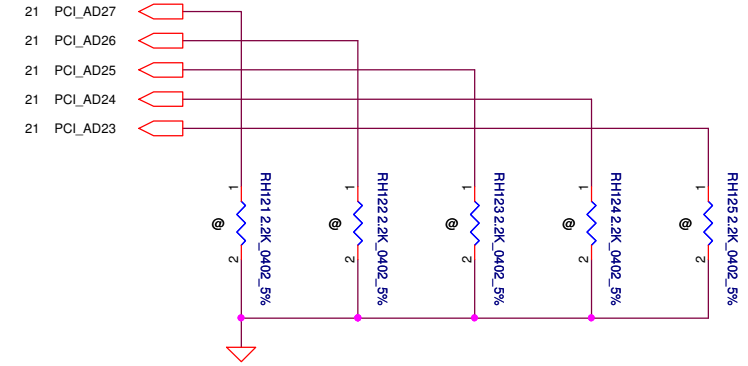 21 PCI_AD27
21 PCI_AD26
21 PCI_AD25
21 PCI_AD24
21 PCI_AD23
1
@
2
RH121 2.2K_0402_5%
1
@
2
RH122 2.2K_0402_5%
1
@
2
RH123 2.2K_0402_5%
1
@
2
RH124 2.2K_0402_5%
1
@
2
RH125 2.2K_0402_5%